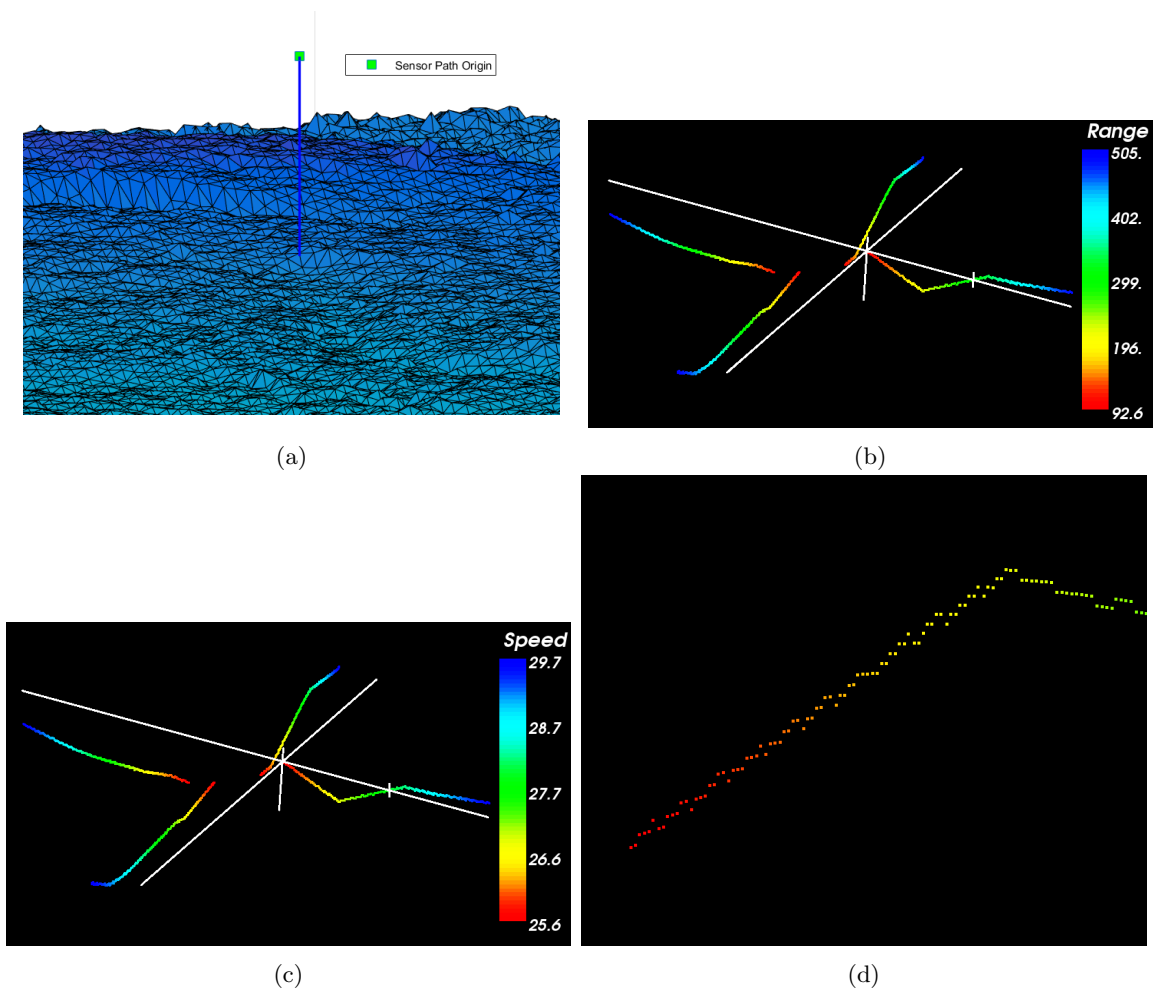 Sensor Path Origin
(a)
Range
505.
402.
299.
196.
92.6
(b)
Speed
29.7
28.7
27.7
26.6
25.6
(c)
(d)